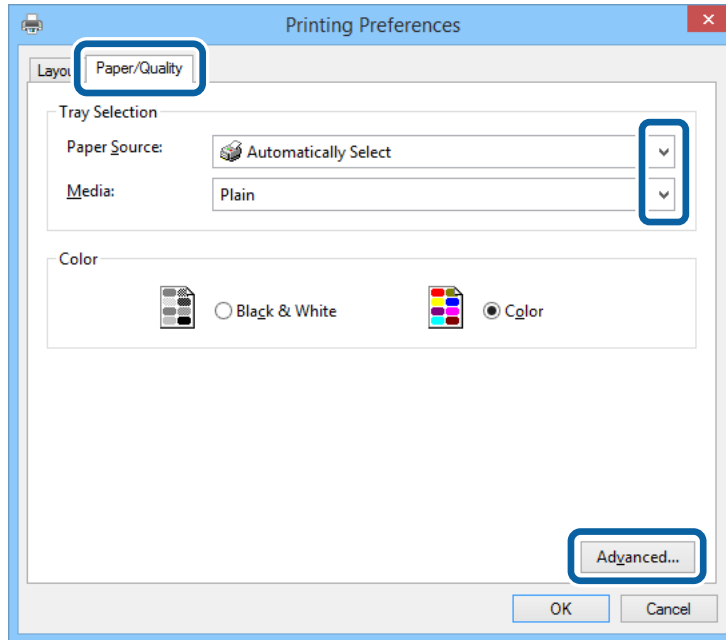 Printing Preferences
Layou
Paper/Quality
Tray Selection
Paper Source:
Automatically Select
Media:
Plain
Color
Black & White
Color
Advanced...
OK
Cancel